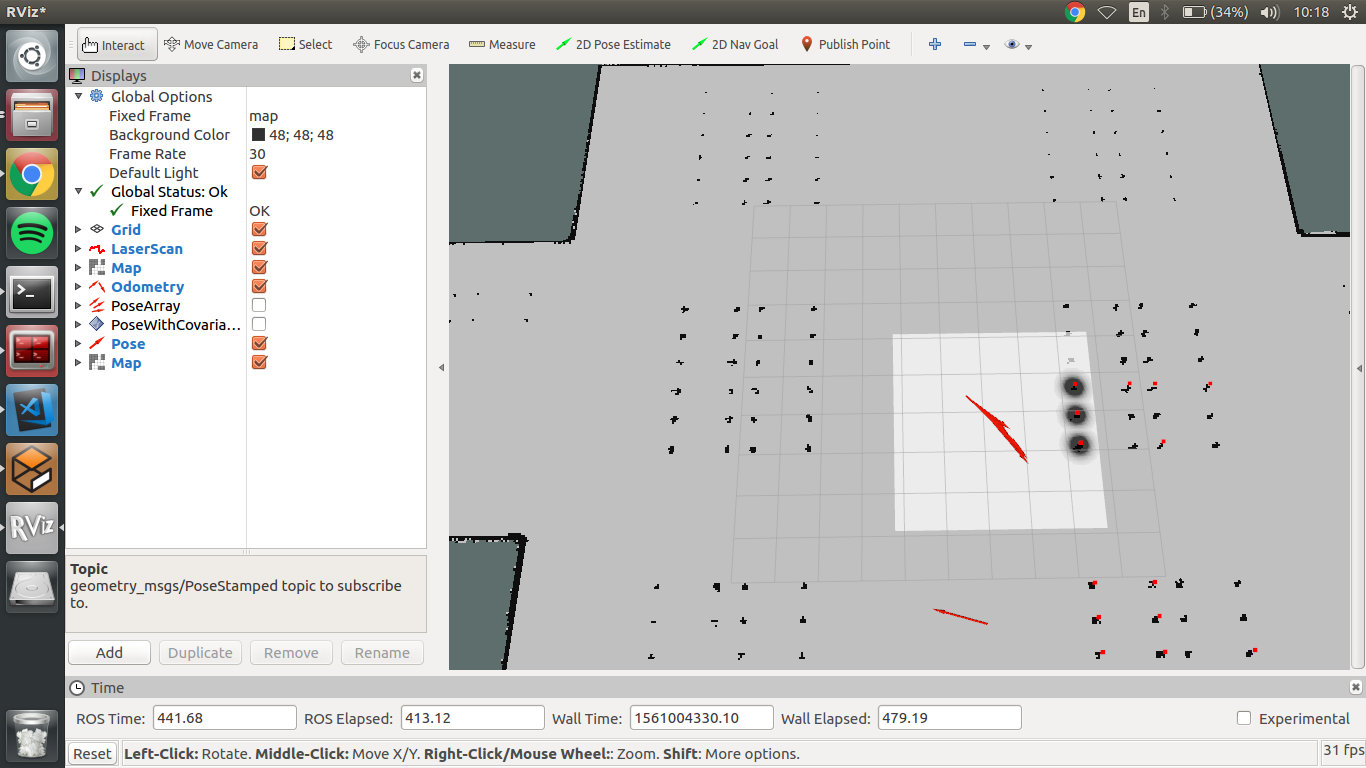 RViz*
En
(34%)
10:18
Interact
Move Camera
Select
Focus Camera
Measure
2D Pose Estimate
2D Nav Goal
Publish Point
Displays
Global Options
Fixed Frame map
Background Color 48; 48; 48
Frame Rate 30
Default Light
Global Status: Ok
Fixed Frame OK
Grid
LaserScan
Map
Odometry
PoseArray
PoseWithCovaria...
Pose
Map
RViz
Topic
geometry_msgs/PoseStamped topic to subscribe
to.
Add Duplicate Remove Rename
Time
ROS Time: 441.68 ROS Elapsed: 413.12 Wall Time: 1561004330.10 Wall Elapsed: 479.19 Experimental
Reset Left-Click: Rotate. Middle-Click: Move X/Y. Right-Click/Mouse Wheel:: Zoom. Shift: More options. 31 fps